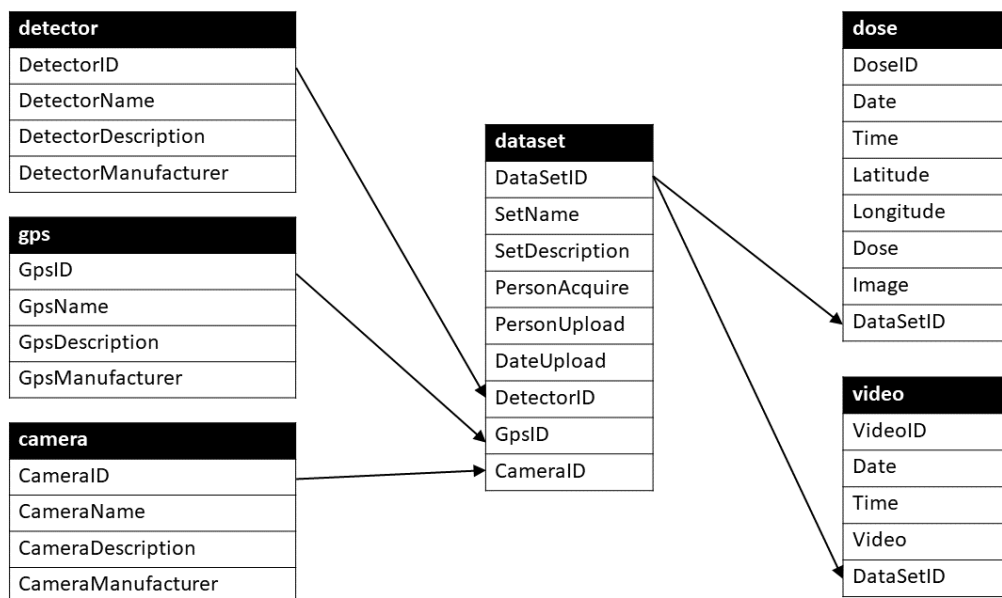 detector
DetectorID
DetectorName
DetectorDescription
DetectorManufacturer
gps
GpsID
GpsName
GpsDescription
GpsManufacturer
camera
CameraID
CameraName
CameraDescription
CameraManufacturer
dataset
DataSetID
SetName
SetDescription
PersonAcquire
PersonUpload
DateUpload
DetectorID
GpsID
CameraID
dose
DoseID
Date
Time
Latitude
Longitude
Dose
Image
DataSetID
video
VideoID
Date
Time
Video
DataSetID